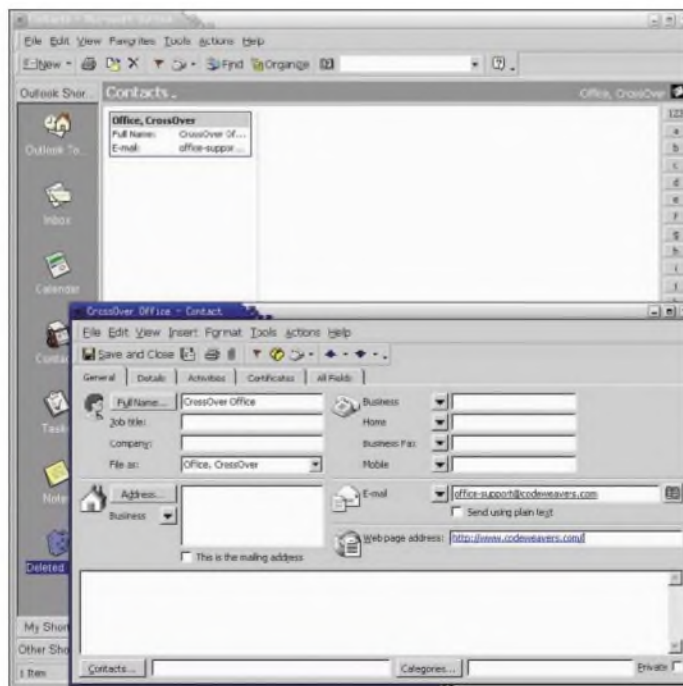 Contacts - Microsoft Outlook
File Edit View Favorites Tools Actions Help
New Find Organize
Outlook Shor... Contacts . Office, CrossOver
Office, CrossOver
Full Name: CrossOver Of...
E-mail: office-suppor...
123
a
b
c
d
e
f
g
h
i
j
Outlook To...
Inbox
Calendar
Contac
Tasks
Notes
Deleted
My Short
Other Sho
1 Item
CrossOver Office - Contact
File Edit View Insert Format Tools Actions Help
Save and Close
General Details Activities Certificates All Fields
Full Name... CrossOver Office
Job title:
Company:
File as: Office, CrossOver
Business
Home
Business Fax
Mobile
Address...
Business
This is the mailing address
E-mail office-support@codeweavers.com
Send using plain text
Web page address: http://www.codeweavers.com/
Contacts... Categories... Private